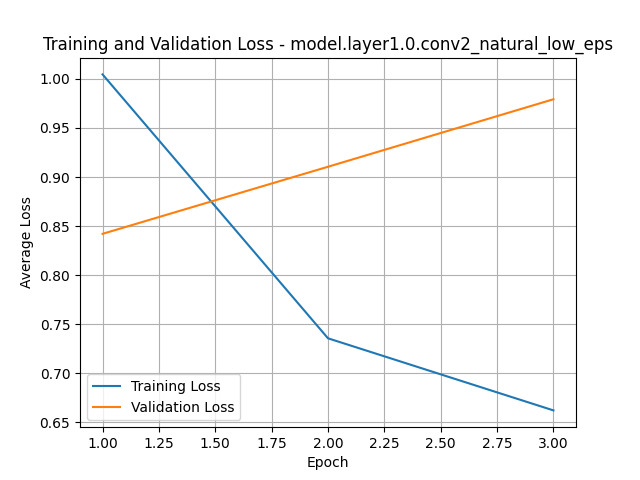 Training and Validation Loss - model.layer1.0.conv2_natural_low_eps
1.00
0.95
0.90
0.85
0.80
0.75
0.70
0.65
Average Loss
Training Loss
Validation Loss
1.00 1.25 1.50 1.75 2.00 2.25 2.50 2.75 3.00
Epoch